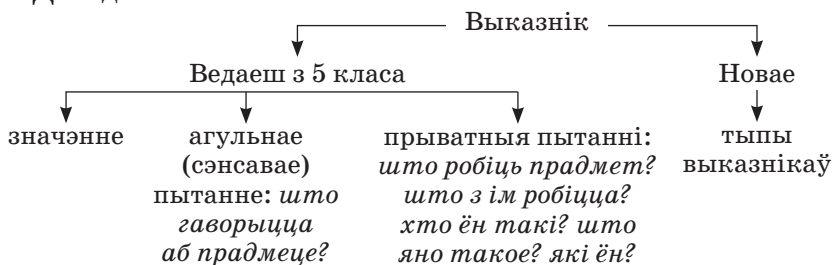 Выказнік
Ведаеш з 5 класа
Новае
значэнне
агульнае
(сэнсавае)
пытанне: што
гаворыцца
аб прадмеце?
прыватныя пытанні:
што робіць прадмет?
што з ім робіцца?
хто ён такі? што
яно такое? які ён?
тыпы
выказнікаў